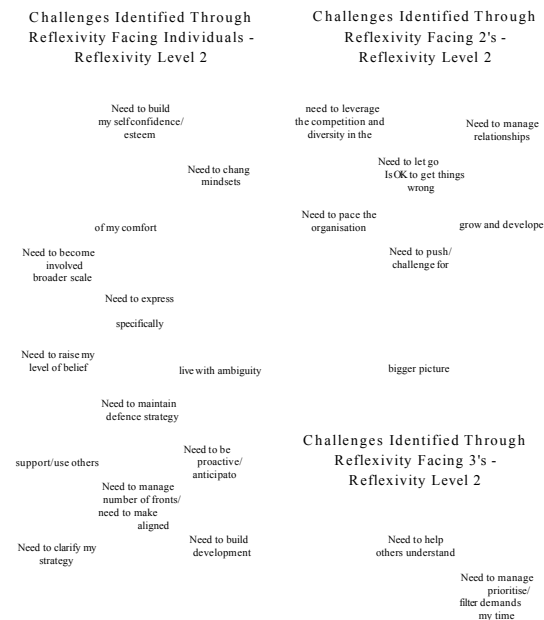 Challenges Identified Through
Reflexivity Facing Individuals -
Reflexivity Level 2
Need to build
my selfconfidence/
esteem
Need to chang
mindsets
of my comfort
Need to become
involved
broader scale
Need to express
specifically
Need to raise my
level of belief
live with ambiguity
Need to maintain
defence strategy
support/use others
Need to be
proactive/
anticipato
Need to manage
number of fronts/
need to make
aligned
Need to clarify my
strategy
Need to build
development
Challenges Identified Through
Reflexivity Facing 2's -
Reflexivity Level 2
need to leverage
the competition and
diversity in the
Need to manage
relationships
Need to let go
Is OK to get things
wrong
Need to pace the
organisation
grow and develope
Need to push/
challenge for
bigger picture
Challenges Identified Through
Reflexivity Facing 3's -
Reflexivity Level 2
Need to help
others understand
Need to manage
prioritise/
filter demands
my time